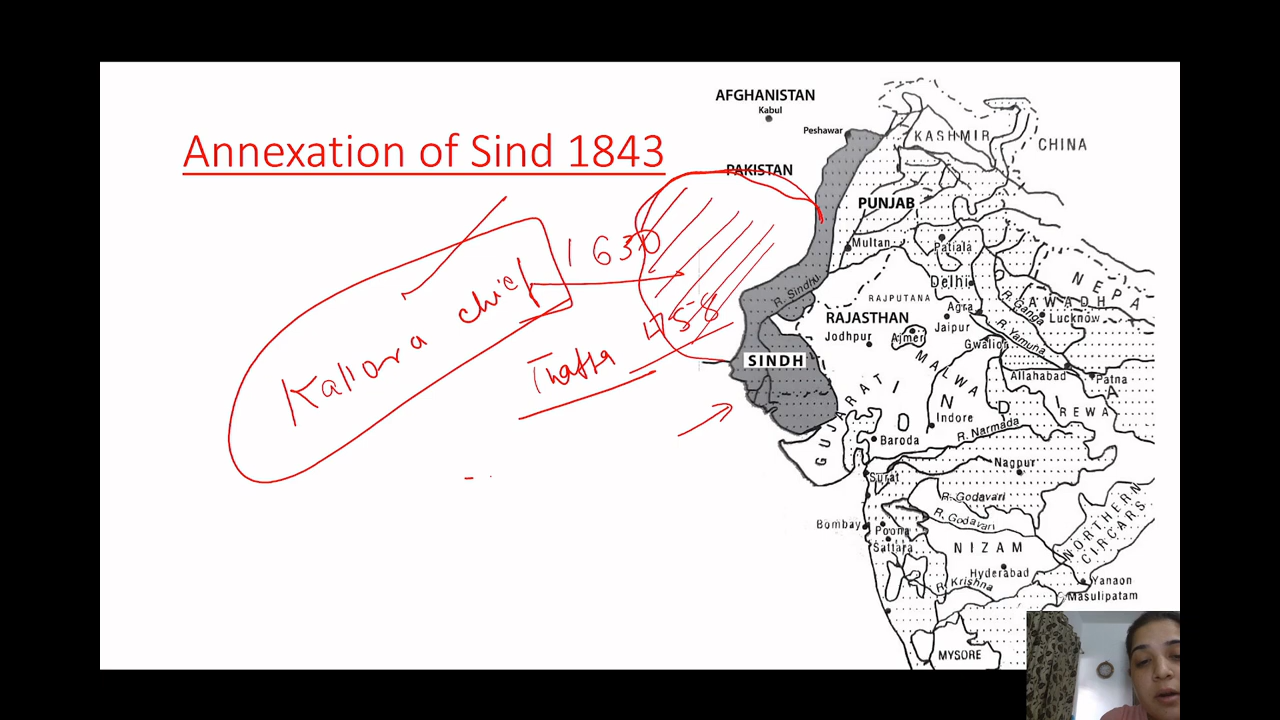 Annexation of Sind 1843
Kallora chief
1630
1758
Thatta
AFGHANISTAN
Kabul
Peshawar
KASHMIR
CHINA
PAKISTAN
PUNJAB
Multan
Patiala
Delhi
NEPA
R. Sindhu
RAJPUTANA
RAJASTHAN
Agra
R. Ganga
AWADH
Lucknow
Jodhpur
Ajmer
Jaipur
Gwalior
R. Yamuna
SINDH
MALWA
Allahabad
Patna
REWA
INDIA
GUJARAT
Indore
Baroda
R. Narmada
Surat
Nagpur
R. Godavari
R. Godavari
Bombay
Poona
Sattara
NIZAM
NORTHERN
CIRCARS
Hyderabad
R. Krishna
Yanaon
Masulipatam
MYSORE